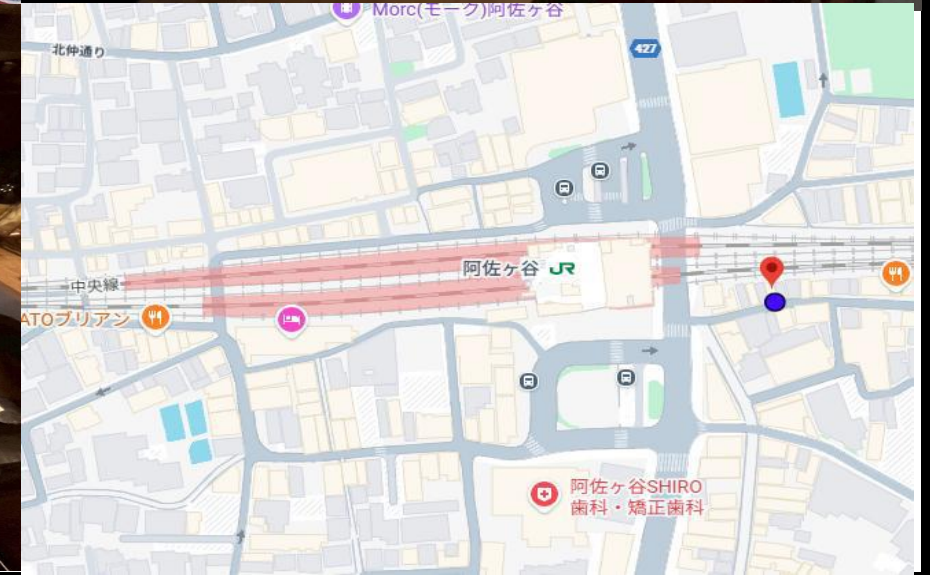 Morc(モーク)阿佐ヶ谷
北仲通り
427
阿佐ヶ谷 JR
中央線
ATOブリアン
阿佐ヶ谷SHIRO
歯科・矯正歯科